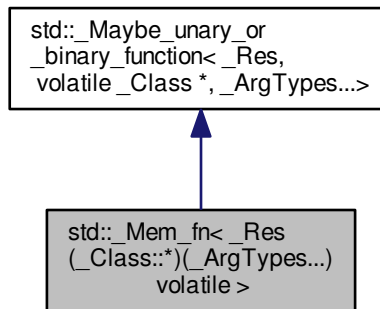 std::_Maybe_unary_or
_binary_function< _Res,
volatile _Class *, _ArgTypes...>
std::_Mem_fn< _Res
(_Class::*)(_ArgTypes...)
volatile >